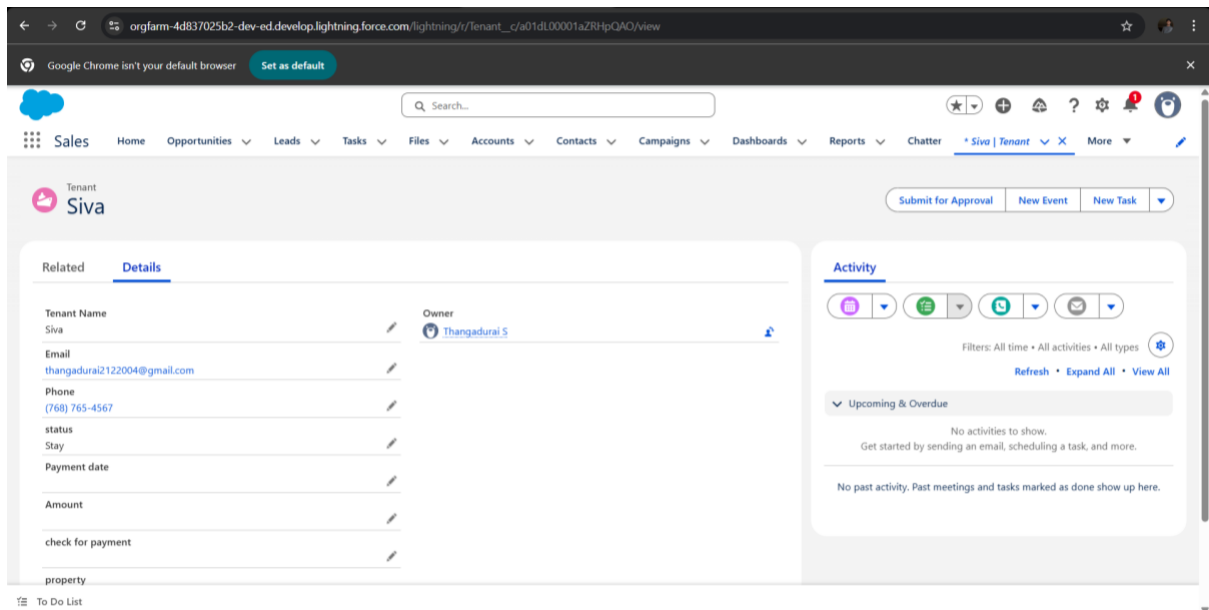 orgfarm-4d837025b2-dev-ed.develop.lightning.force.com/lightning/r/Tenant__c/a01dL00001aZRHpQAO/view
Google Chrome isn't your default browser Set as default
Search...
1
Sales Home Opportunities Leads Tasks Files Accounts Contacts Campaigns Dashboards Reports Chatter * Siva | Tenant More
Tenant
Siva
Submit for Approval New Event New Task
Related Details
Tenant Name
Siva
Email
thangadurai2122004@gmail.com
Phone
(768) 765-4567
status
Stay
Payment date
Amount
check for payment
property
Owner
Thangadurai S
Activity
Filters: All time • All activities • All types
Refresh • Expand All • View All
Upcoming & Overdue
No activities to show.
Get started by sending an email, scheduling a task, and more.
No past activity. Past meetings and tasks marked as done show up here.
To Do List